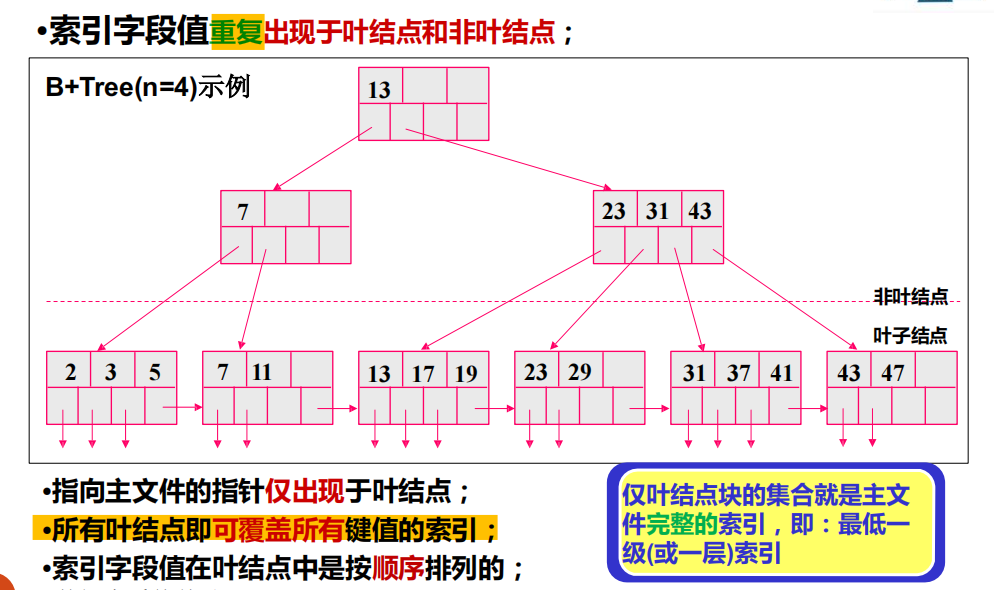 •索引字段值重复出现于叶结点和非叶结点；
B+Tree(n=4)示例
13
7
23 31 43
非叶结点
叶子结点
2 3 5
7 11
13 17 19
23 29
31 37 41
43 47
•指向主文件的指针仅出现于叶结点；
•所有叶结点即可覆盖所有键值的索引；
•索引字段值在叶结点中是按顺序排列的；
仅叶结点块的集合就是主文
件完整的索引，即：最低一
级(或一层)索引